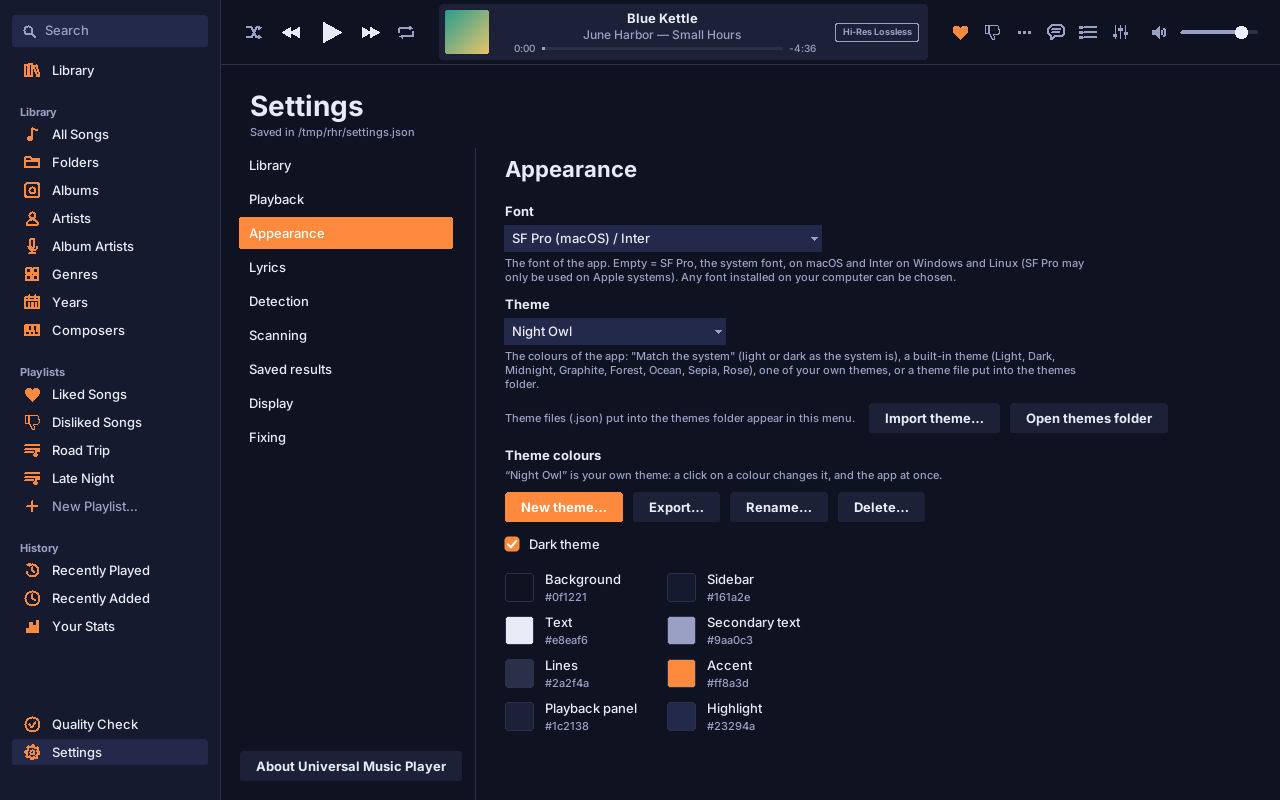 Search
Library
Library
All Songs
Folders
Albums
Artists
Album Artists
Genres
Years
Composers
Playlists
Liked Songs
Disliked Songs
Road Trip
Late Night
New Playlist...
History
Recently Played
Recently Added
Your Stats
Quality Check
Settings
Blue Kettle
June Harbor — Small Hours
0:00
-4:36
Hi-Res Lossless
Settings
Saved in /tmp/rhr/settings.json
Library
Playback
Appearance
Lyrics
Detection
Scanning
Saved results
Display
Fixing
About Universal Music Player
Appearance
Font
SF Pro (macOS) / Inter
The font of the app. Empty = SF Pro, the system font, on macOS and Inter on Windows and Linux (SF Pro may
only be used on Apple systems). Any font installed on your computer can be chosen.
Theme
Night Owl
The colours of the app: "Match the system" (light or dark as the system is), a built-in theme (Light, Dark,
Midnight, Graphite, Forest, Ocean, Sepia, Rose), one of your own themes, or a theme file put into the themes
folder.
Theme files (.json) put into the themes folder appear in this menu.
Import theme...
Open themes folder
Theme colours
“Night Owl” is your own theme: a click on a colour changes it, and the app at once.
New theme...
Export...
Rename...
Delete...
Dark theme
Background
#0f1221
Sidebar
#161a2e
Text
#e8eaf6
Secondary text
#9aa0c3
Lines
#2a2f4a
Accent
#ff8a3d
Playback panel
#1c2138
Highlight
#23294a